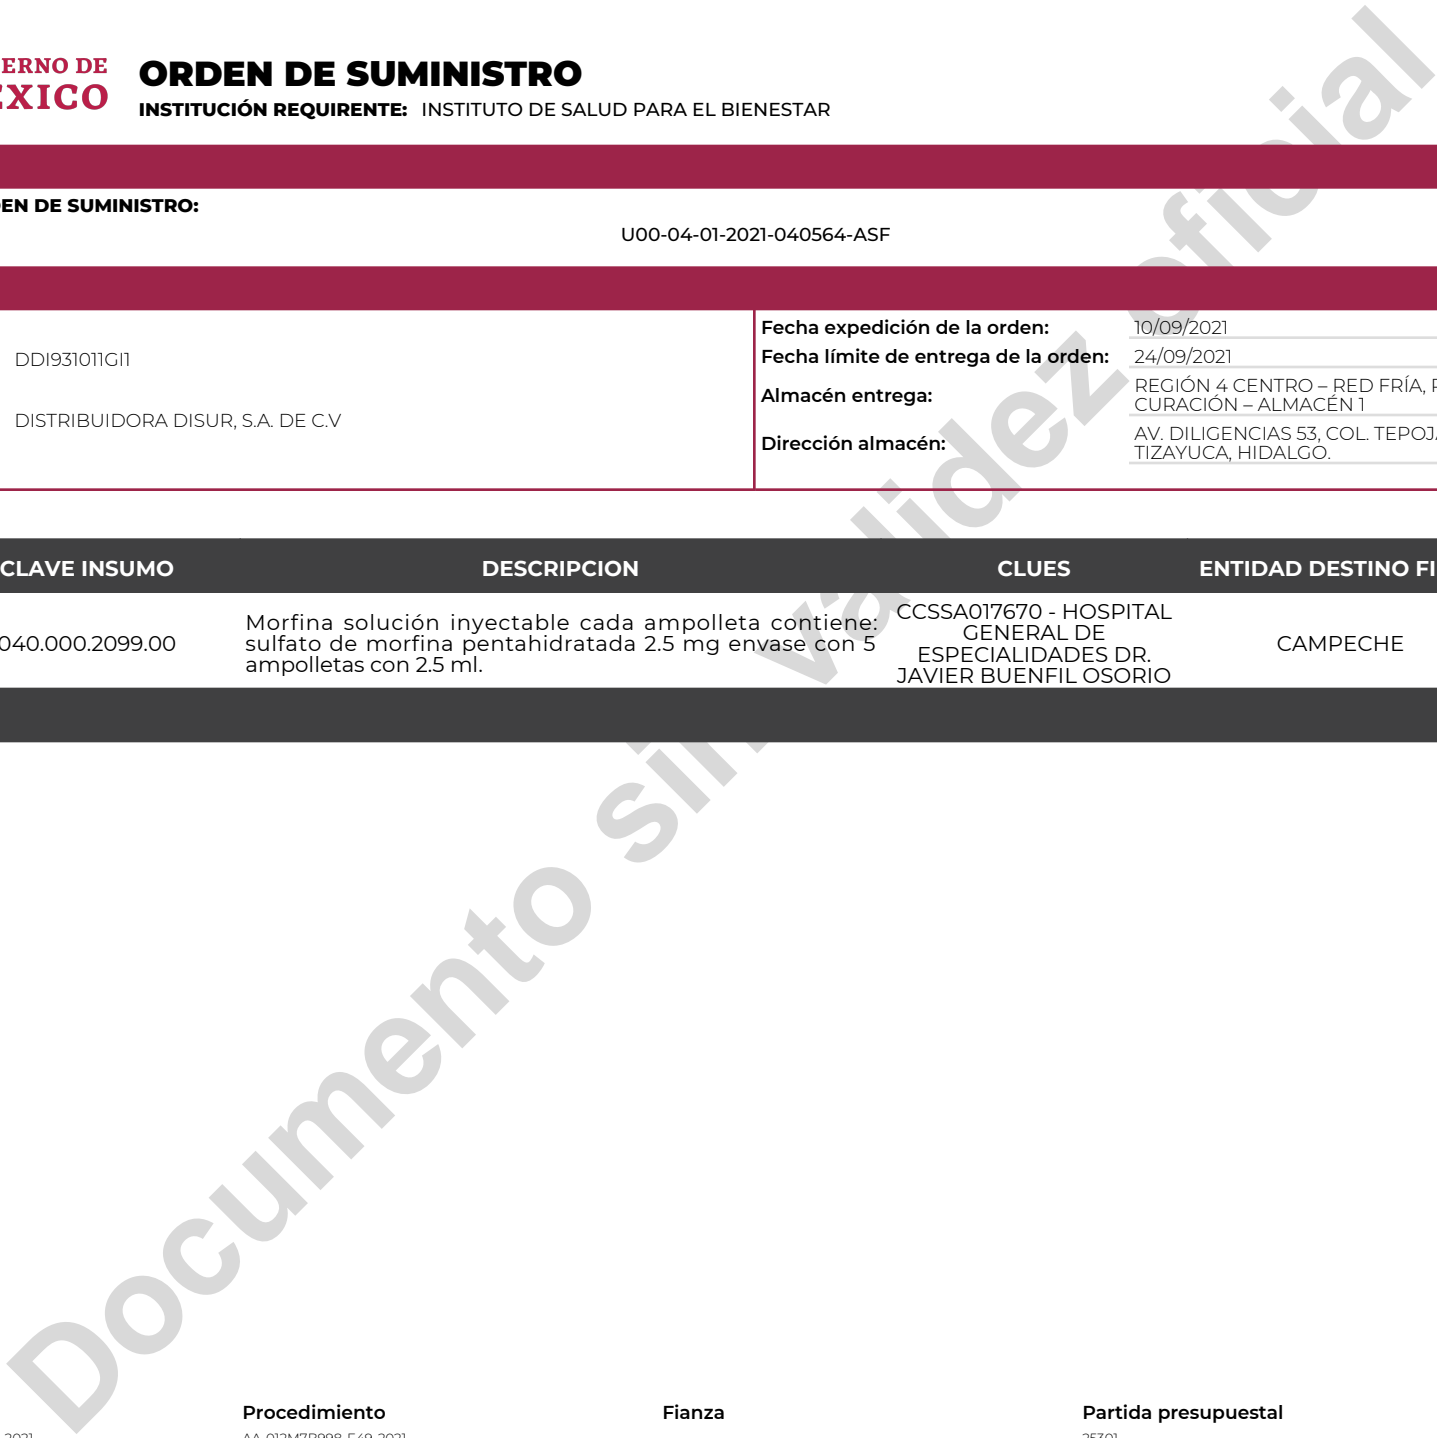 ERNO DE
ÉXICO
ORDEN DE SUMINISTRO
INSTITUCIÓN REQUIRENTE: INSTITUTO DE SALUD PARA EL BIENESTAR
EN DE SUMINISTRO:
U00-04-01-2021-040564-ASF
DDI931011GI1
DISTRIBUIDORA DISUR, S.A. DE C.V
Fecha expedición de la orden: 10/09/2021
Fecha límite de entrega de la orden: 24/09/2021
Almacén entrega: REGIÓN 4 CENTRO – RED FRÍA,
CURACIÓN – ALMACÉN 1
Dirección almacén: AV. DILIGENCIAS 53, COL. TEPOJA
TIZAYUCA, HIDALGO.
CLAVE INSUMO DESCRIPCION CLUES ENTIDAD DESTINO FI
040.000.2099.00
Morfina solución inyectable cada ampolleta contiene:
sulfato de morfina pentahidratada 2.5 mg envase con 5
ampolletas con 2.5 ml.
CCSSA017670 - HOSPITAL
GENERAL DE
ESPECIALIDADES DR.
JAVIER BUENFIL OSORIO
CAMPECHE
Documento sin validez oficial
Procedimiento Fianza Partida presupuestal